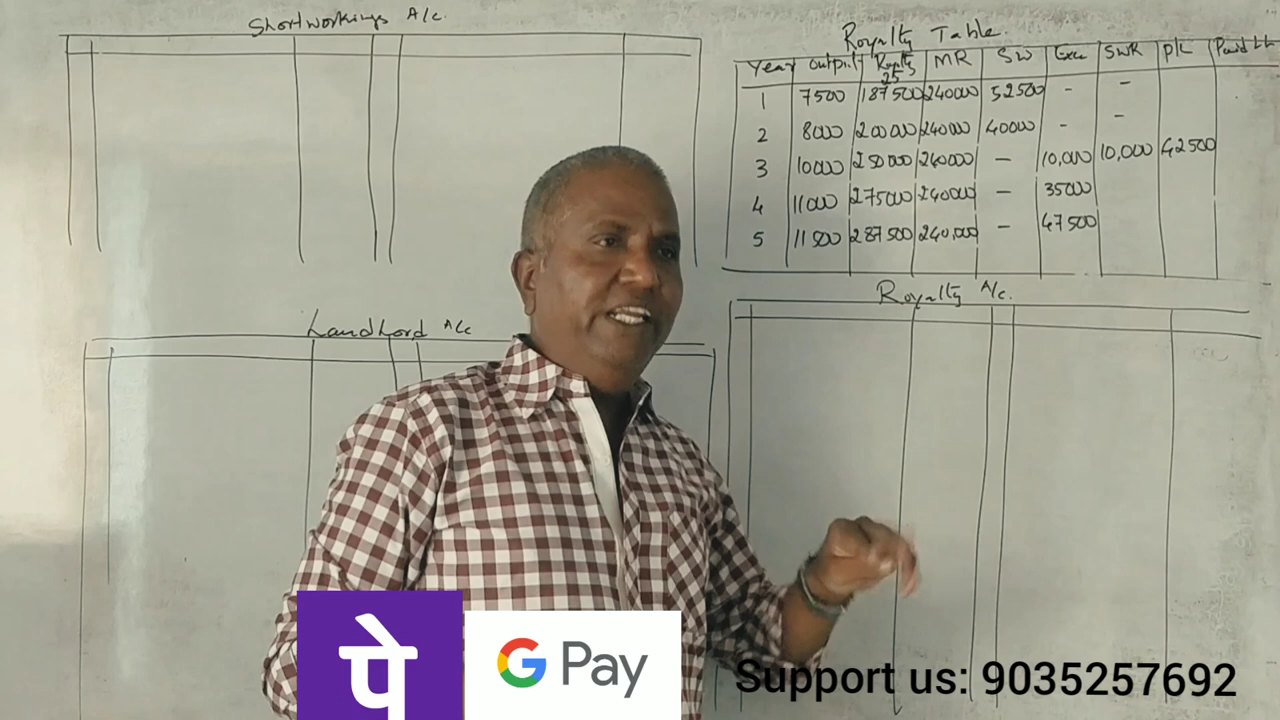 Shortworkings A/c.
Royalty Table.
Year Output Royalty 25 MR SW Exce SWR P/L Paid LL
1 7500 187500 240000 52500 - -
2 8000 200000 240000 40000 - -
3 10000 250000 240000 - 10,000 10,000 42500
4 11000 275000 240000 - 35000
5 11500 287500 240,000 - 47500
Royalty A/c.
LandLord A/c
पे
G Pay
Support us: 9035257692